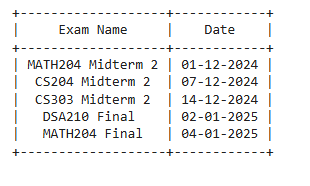 Exam Name | Date
MATH204 Midterm 2 | 01-12-2024
CS204 Midterm 2 | 07-12-2024
CS303 Midterm 2 | 14-12-2024
DSA210 Final | 02-01-2025
MATH204 Final | 04-01-2025